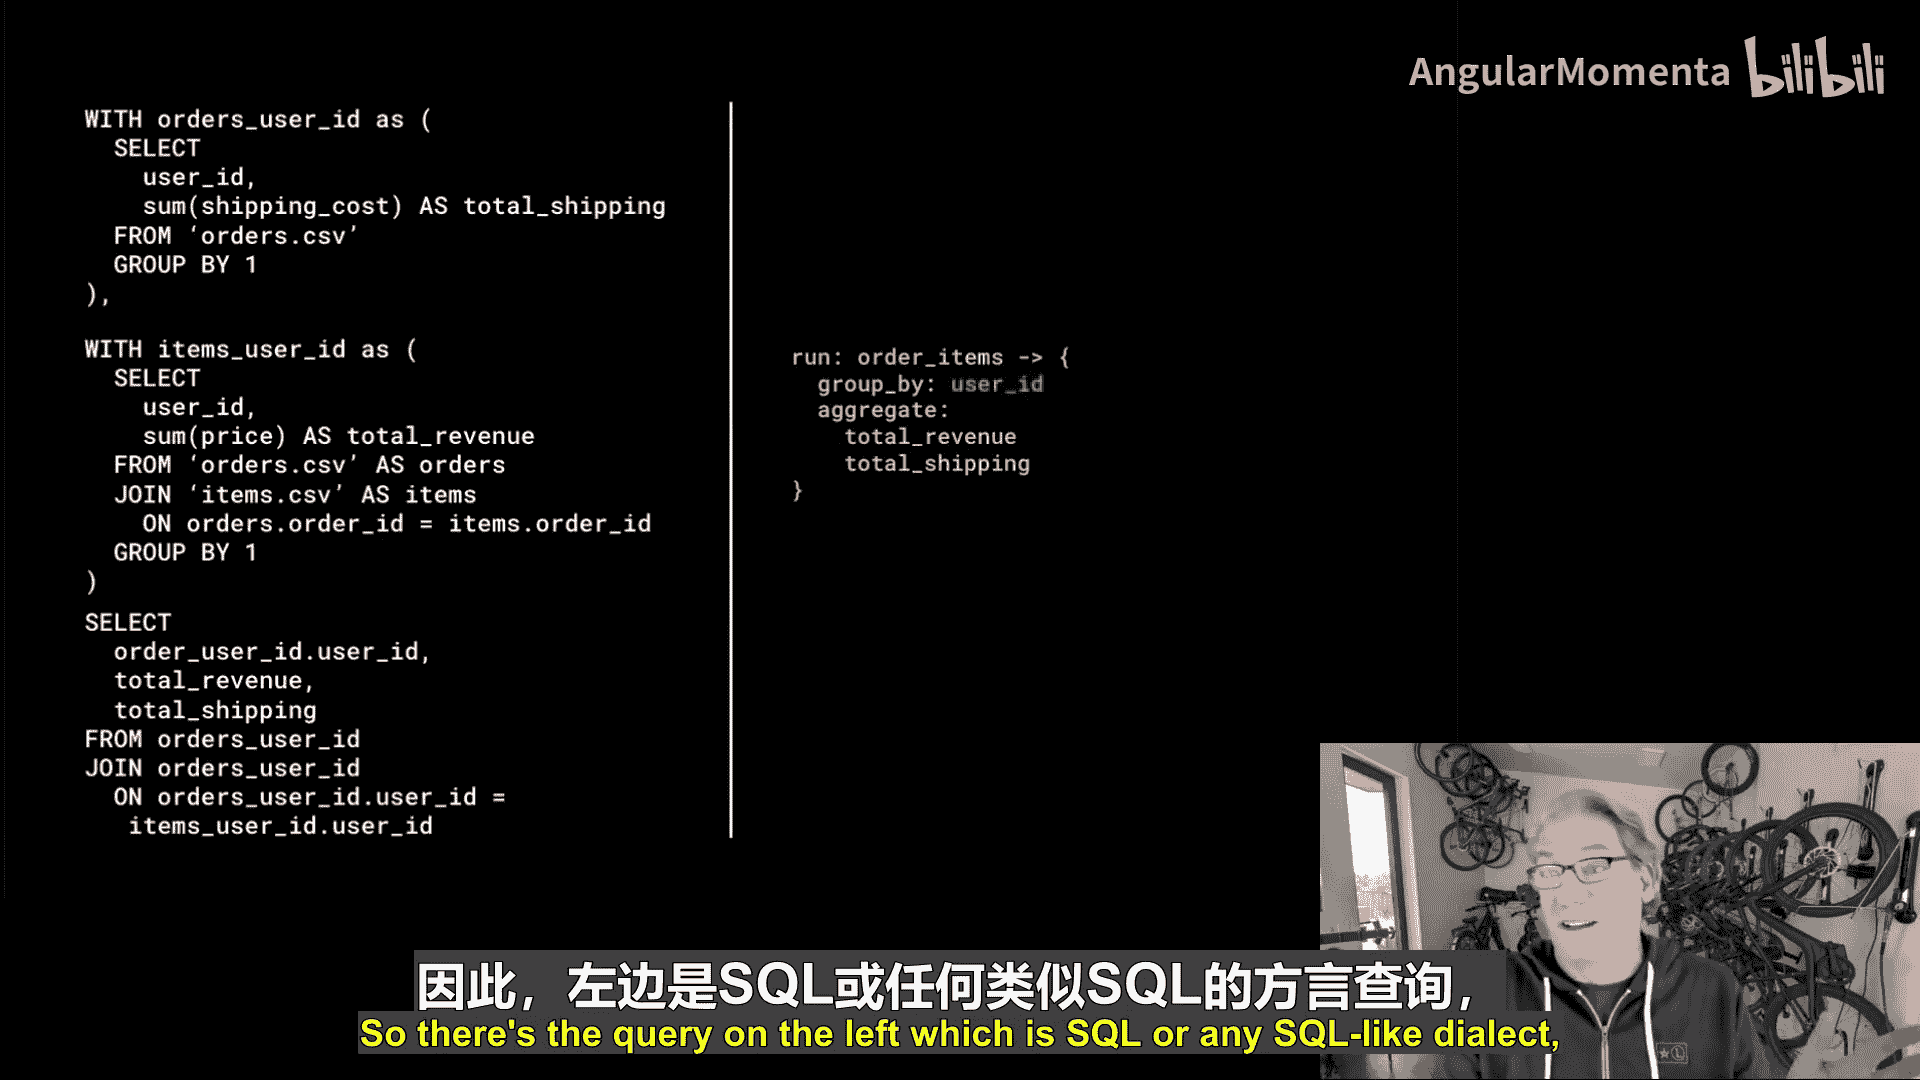 AngularMomenta bilibili
WITH orders_user_id as (
SELECT
user_id,
sum(shipping_cost) AS total_shipping
FROM ‘orders.csv’
GROUP BY 1
),
WITH items_user_id as (
SELECT
user_id,
sum(price) AS total_revenue
FROM ‘orders.csv’ AS orders
JOIN ‘items.csv’ AS items
ON orders.order_id = items.order_id
GROUP BY 1
)
SELECT
order_user_id.user_id,
total_revenue,
total_shipping
FROM orders_user_id
JOIN orders_user_id
ON orders_user_id.user_id =
items_user_id.user_id
run: order_items -> {
group_by: user_id
aggregate:
total_revenue
total_shipping
}
因此，左边是SQL或任何类似SQL的方言查询，
So there's the query on the left which is SQL or any SQL-like dialect,